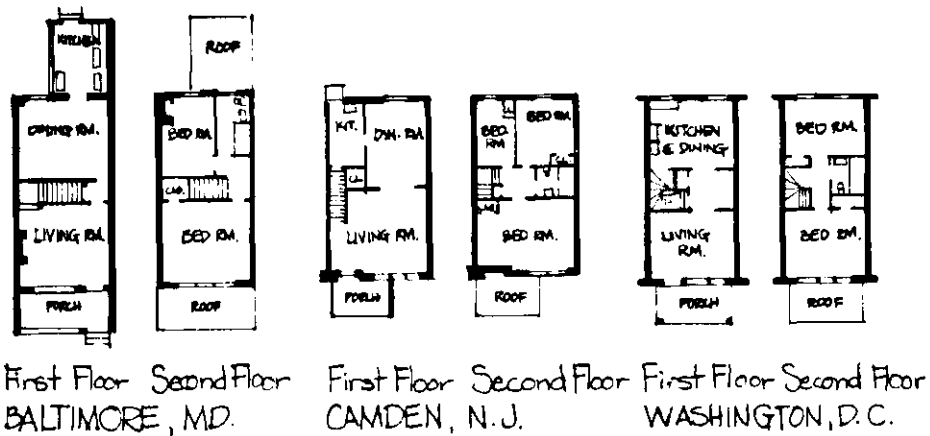 KITCHEN
DINING RM.
LIVING RM.
PORCH
First Floor
ROOF
BED RM.
BED RM.
ROOF
Second Floor
BALTIMORE, MD.
KIT.
DIN. RM.
LIVING RM.
PORCH
First Floor
BED
RM
BED RM.
BED RM.
ROOF
Second Floor
CAMDEN, N.J.
KITCHEN
& DINING
LIVING
RM.
PORCH
First Floor
BED RM.
BED RM.
ROOF
Second Floor
WASHINGTON, D.C.